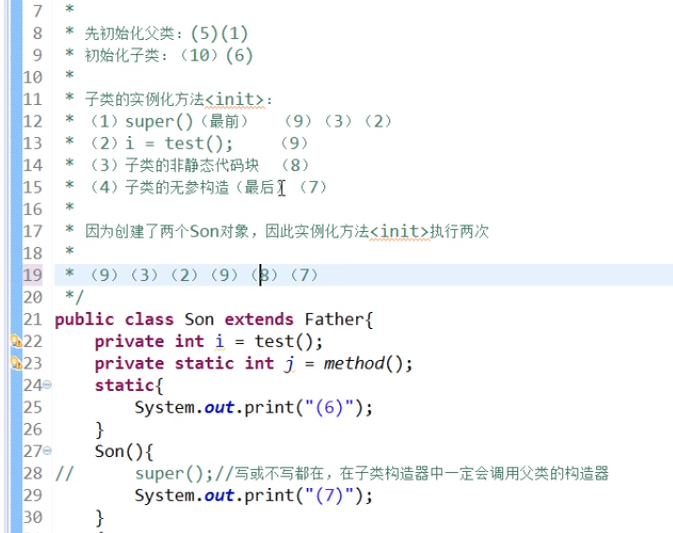 7 *
8 * 先初始化父类：(5)(1)
9 * 初始化子类：（10）(6)
10 *
11 * 子类的实例化方法<init>：
12 * （1）super()（最前） （9）（3）（2）
13 * （2）i = test(); （9）
14 * （3）子类的非静态代码块 （8）
15 * （4）子类的无参构造（最后）（7）
16 *
17 * 因为创建了两个Son对象，因此实例化方法<init>执行两次
18 *
19 * （9）（3）（2）（9）（8）（7）
20 */
21 public class Son extends Father{
22 private int i = test();
23 private static int j = method();
24 static{
25 System.out.print("(6)");
26 }
27 Son(){
28 // super();//写或不写都在，在子类构造器中一定会调用父类的构造器
29 System.out.print("(7)");
30 }